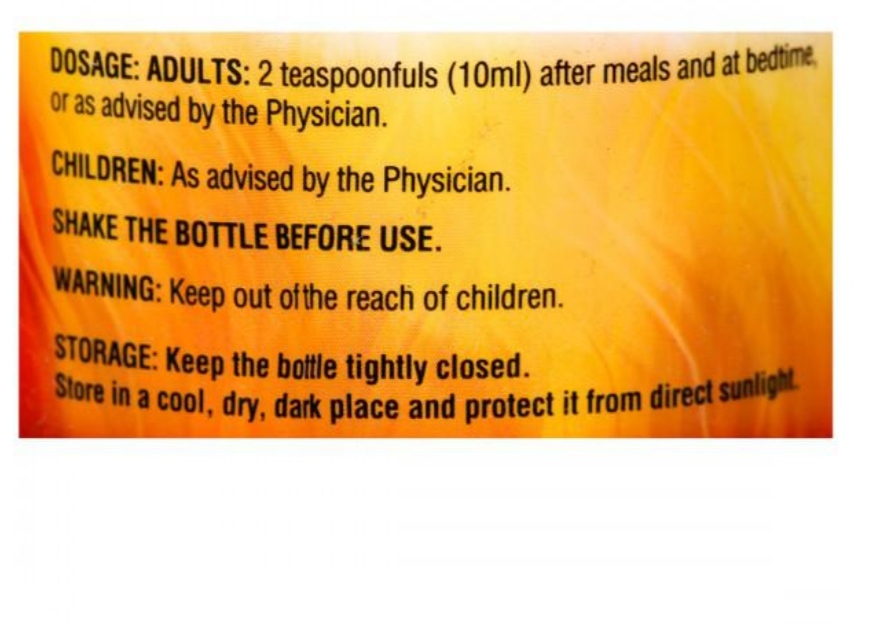 DOSAGE: ADULTS: 2 teaspoonfuls (10ml) after meals and at bedtime,
or as advised by the Physician.
CHILDREN: As advised by the Physician.
SHAKE THE BOTTLE BEFORE USE.
WARNING: Keep out of the reach of children.
STORAGE: Keep the bottle tightly closed.
Store in a cool, dry, dark place and protect it from direct sunlight.